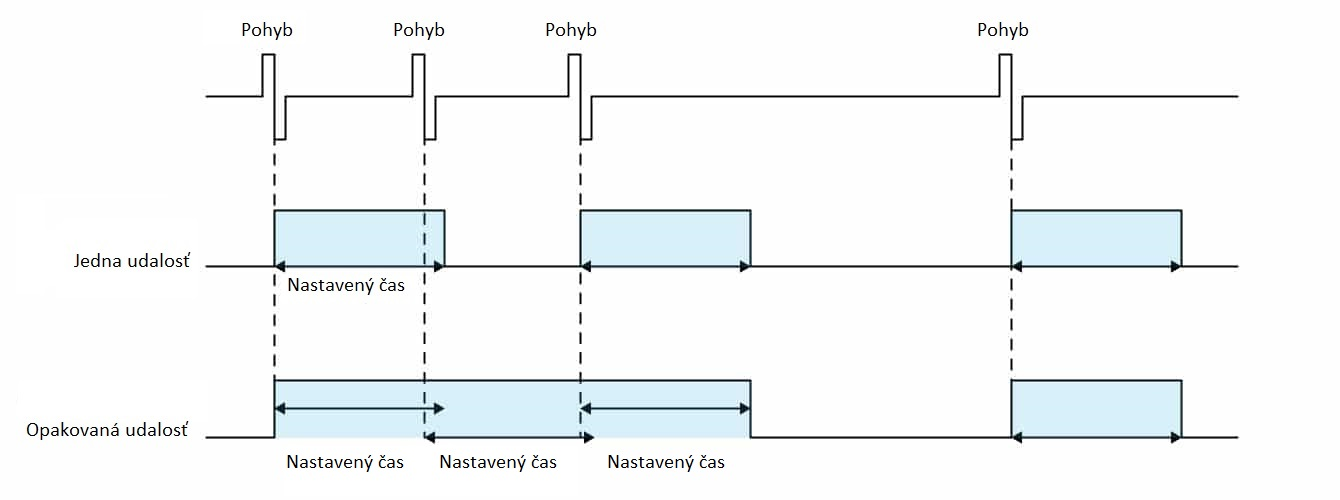 Pohyb
Pohyb
Pohyb
Pohyb
Jedna udalosť
Nastavený čas
Opakovaná udalosť
Nastavený čas
Nastavený čas
Nastavený čas